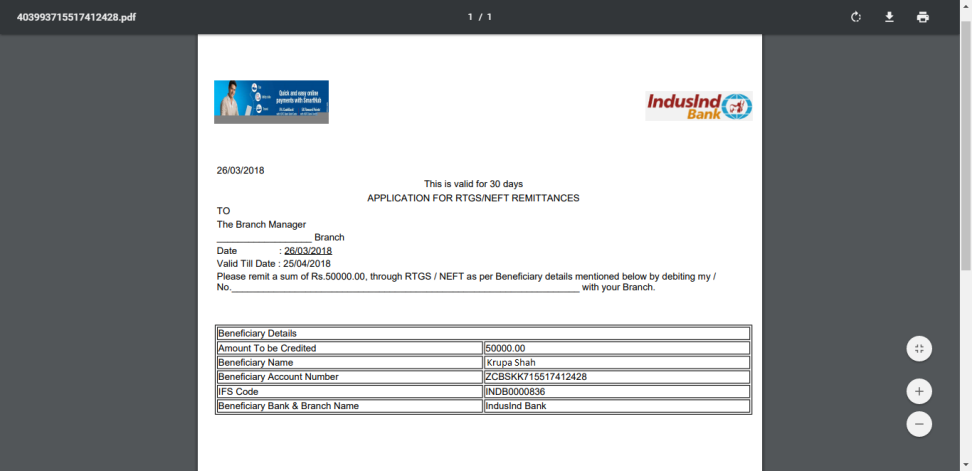 403993715517412428.pdf
1 / 1
Quick and easy online
payments with SmartHub
IndusInd
Bank
26/03/2018
This is valid for 30 days
APPLICATION FOR RTGS/NEFT REMITTANCES
TO
The Branch Manager
____________________ Branch
Date : 26/03/2018
Valid Till Date : 25/04/2018
Please remit a sum of Rs.50000.00, through RTGS / NEFT as per Beneficiary details mentioned below by debiting my /
No.________________________________________________________________ with your Branch.
Beneficiary Details
Amount To be Credited 50000.00
Beneficiary Name Krupa Shah
Beneficiary Account Number ZCBSKK715517412428
IFS Code INDB0000836
Beneficiary Bank & Branch Name IndusInd Bank